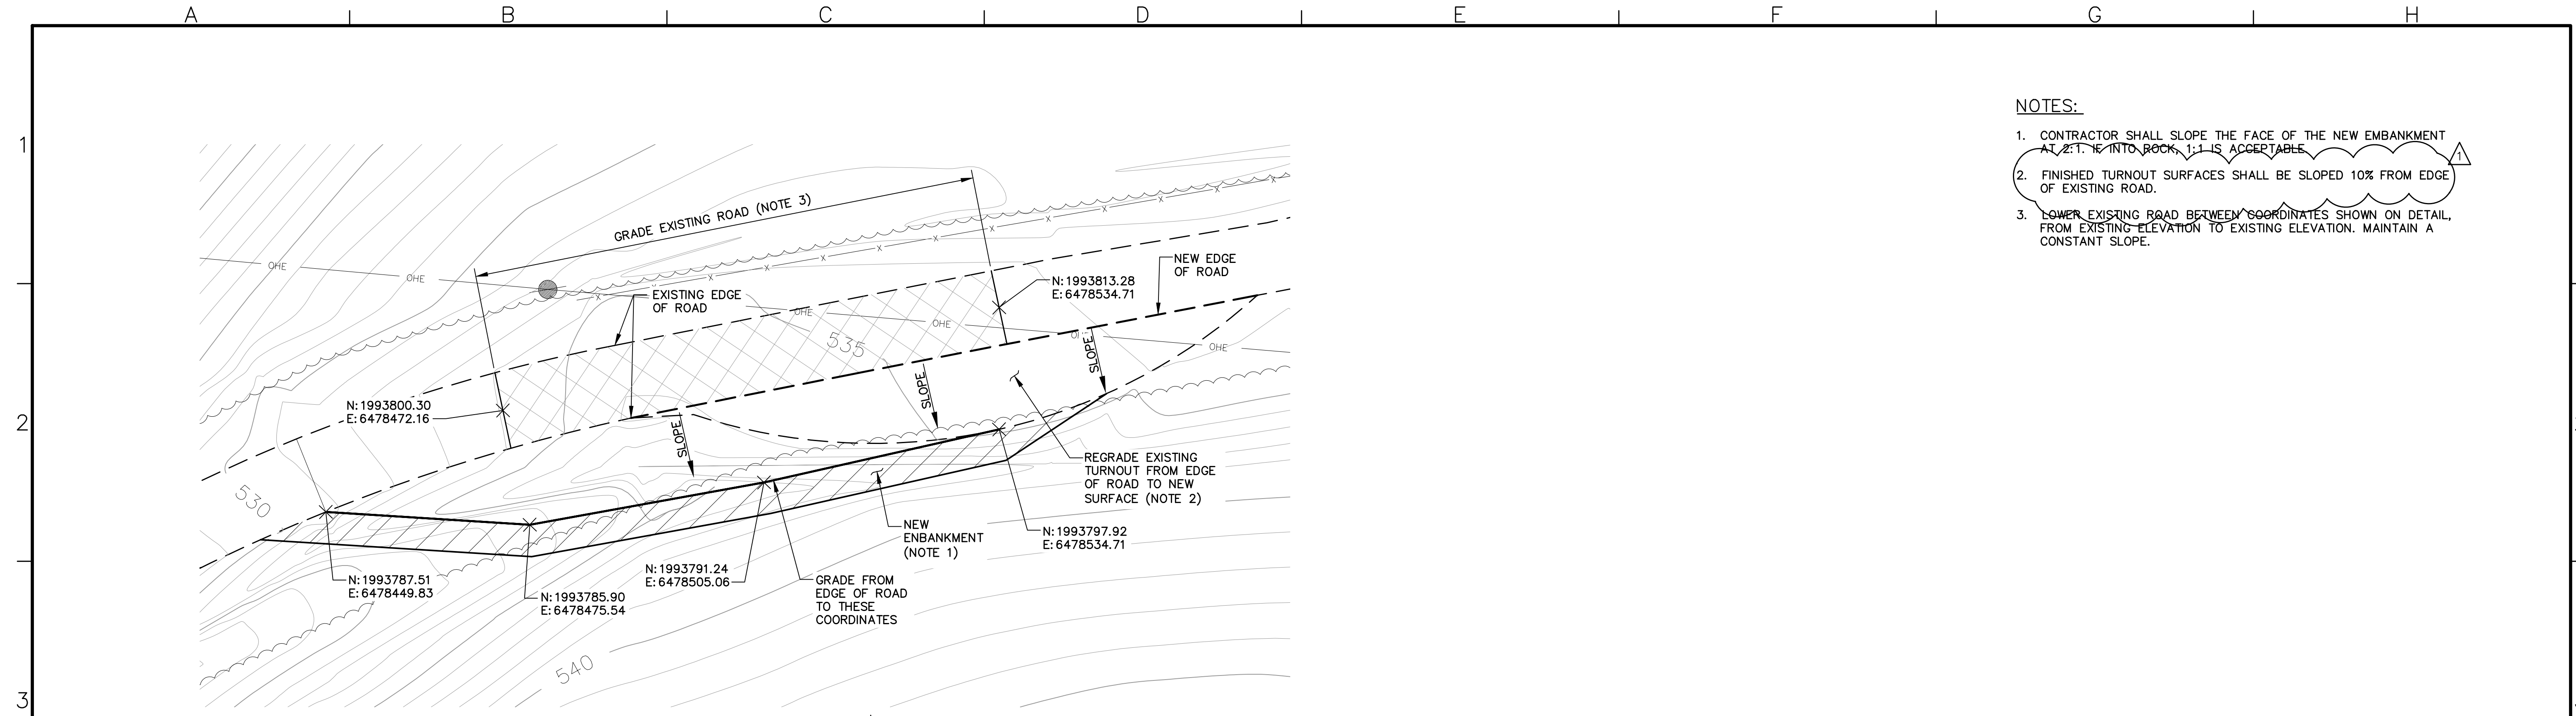 A B C D E F G H
1
2
3
NOTES:
1. CONTRACTOR SHALL SLOPE THE FACE OF THE NEW EMBANKMENT
AT 2:1. IF INTO ROCK, 1:1 IS ACCEPTABLE
1
2. FINISHED TURNOUT SURFACES SHALL BE SLOPED 10% FROM EDGE
OF EXISTING ROAD.
3. LOWER EXISTING ROAD BETWEEN COORDINATES SHOWN ON DETAIL,
FROM EXISTING ELEVATION TO EXISTING ELEVATION. MAINTAIN A
CONSTANT SLOPE.
GRADE EXISTING ROAD (NOTE 3)
X
X
X
X
X
X
X
X
X
X
X
X
OHE
OHE
OHE
OHE
OHE
NEW EDGE
OF ROAD
N:1993813.28
E:6478534.71
EXISTING EDGE
OF ROAD
535
SLOPE
SLOPE
SLOPE
N:1993800.30
E:6478472.16
530
REGRADE EXISTING
TURNOUT FROM EDGE
OF ROAD TO NEW
SURFACE (NOTE 2)
NEW
ENBANKMENT
(NOTE 1)
N:1993797.92
E:6478534.71
N:1993791.24
E:6478505.06
N:1993787.51
E:6478449.83
N:1993785.90
E:6478475.54
GRADE FROM
EDGE OF ROAD
TO THESE
COORDINATES
540